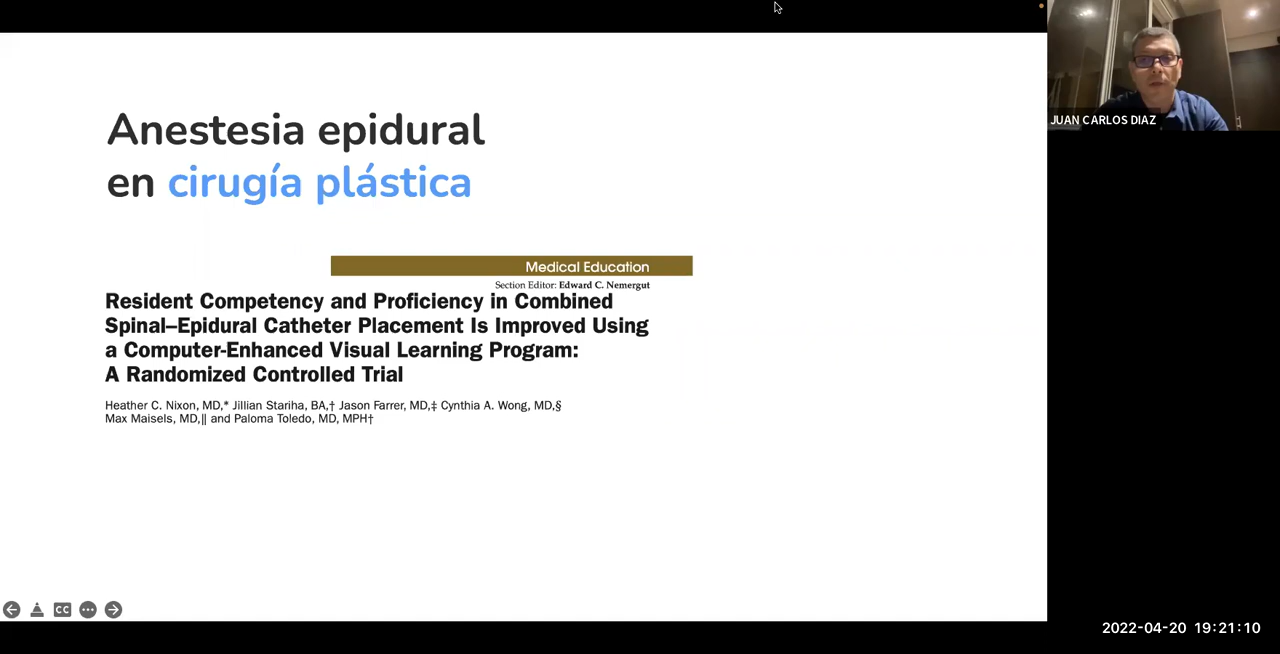 Anestesia epidural
en cirugía plástica
Medical Education
Section Editor: Edward C. Nemergut
Resident Competency and Proficiency in Combined
Spinal–Epidural Catheter Placement Is Improved Using
a Computer-Enhanced Visual Learning Program:
A Randomized Controlled Trial
Heather C. Nixon, MD,* Jillian Stariha, BA,† Jason Farrer, MD,‡ Cynthia A. Wong, MD,§
Max Maisels, MD,‖ and Paloma Toledo, MD, MPH†
CC
JUAN CARLOS DIAZ
2022-04-20 19:21:10